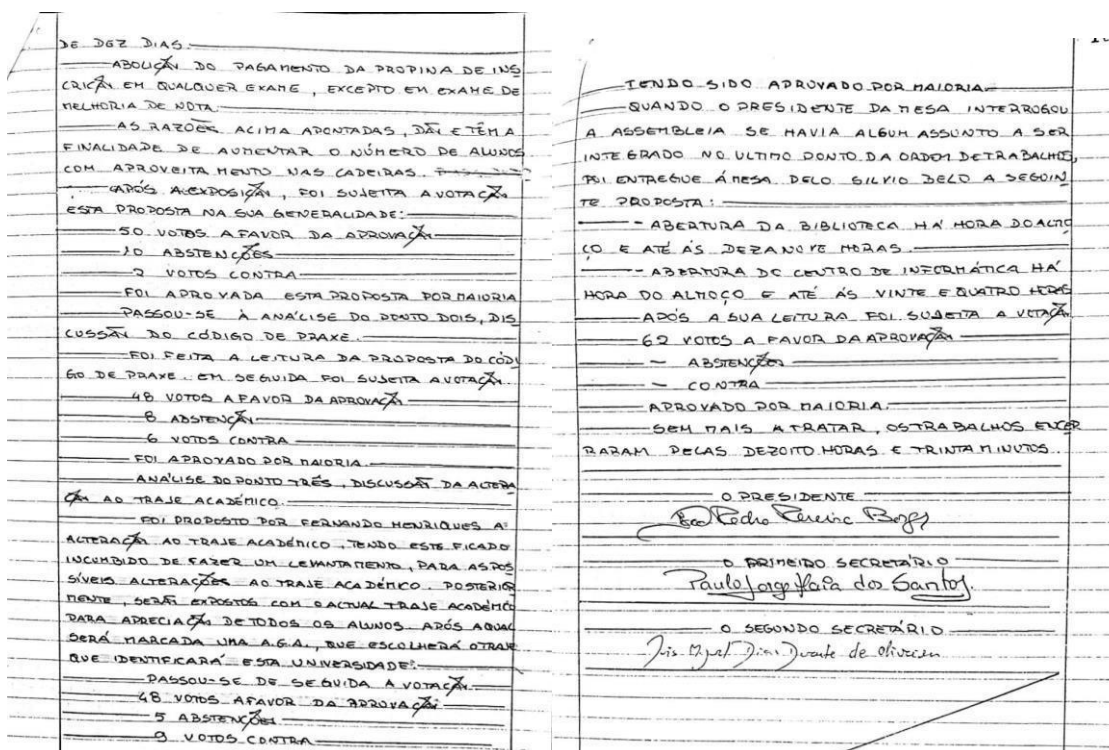 DE DEZ DIAS.
ABOLIÇÃO DO PAGAMENTO DA PROPINA DE INS
CRIÇÃO EM QUALQUER EXAME, EXCEPTO EM EXAME DE
MELHORIA DE NOTA.
AS RAZÕES ACIMA APONTADAS, DÃO E TÊM A
FINALIDADE DE AUMENTAR O NÚMERO DE ALUNOS
COM APROVEITAMENTO NAS CADEIRAS.
APÓS A EXPOSIÇÃO, FOI SUJEITA A VOTAÇÃO
ESTA PROPOSTA NA SUA GENERALIDADE:
50 VOTOS A FAVOR DA APROVAÇÃO
10 ABSTENÇÕES
2 VOTOS CONTRA
FOI APROVADA ESTA PROPOSTA POR MAIORIA
PASSOU-SE À ANÁLISE DO PONTO DOIS, DIS
CUSSÃO DO CÓDIGO DE PRAXE.
FOI FEITA A LEITURA DA PROPOSTA DO CÓDI
GO DE PRAXE. EM SEGUIDA FOI SUJEITA A VOTAÇÃO.
48 VOTOS A FAVOR DA APROVAÇÃO
8 ABSTENÇÃO
6 VOTOS CONTRA
FOI APROVADO POR MAIORIA.
ANÁLISE DO PONTO TRÊS, DISCUSSÃO DA ALTERA
ÇÃO AO TRAJE ACADÉMICO.
FOI PROPOSTO POR FERNANDO HENRIQUES A
ALTERAÇÃO AO TRAJE ACADÉMICO, TENDO ESTE FICADO
INCUMBIDO DE FAZER UM LEVANTAMENTO, PARA AS POS
SÍVEIS ALTERAÇÕES AO TRAJE ACADÉMICO. POSTERIOR
MENTE, SERÃO EXPOSTOS COM O ACTUAL TRAJE ACADÉMICO
PARA APRECIAÇÃO DE TODOS OS ALUNOS. APÓS A QUAL
SERÁ MARCADA UMA A.G.A., QUE ESCOLHERÁ O TRAJE
QUE IDENTIFICARÁ ESTA UNIVERSIDADE.
PASSOU-SE DE SEGUIDA A VOTAÇÃO.
48 VOTOS A FAVOR DA APROVAÇÃO
5 ABSTENÇÕES
9 VOTOS CONTRA
TENDO SIDO APROVADO POR MAIORIA.
QUANDO O PRESIDENTE DA MESA INTERROGOU
A ASSEMBLEIA SE HAVIA ALGUM ASSUNTO A SER
INTEGRADO NO ULTIMO PONTO DA ORDEM DE TRABALHOS,
FOI ENTREGUE Á MESA PELO SILVIO BELO A SEGUIN
TE PROPOSTA:
- ABERTURA DA BIBLIOTECA HÁ HORA DO ALMO
ÇO E ATÉ ÁS DEZANOVE HORAS.
- ABERTURA DO CENTRO DE INFORMÁTICA HÁ
HORA DO ALMOÇO E ATÉ ÁS VINTE E QUATRO HORAS
APÓS A SUA LEITURA FOI SUJEITA A VOTAÇÃO
62 VOTOS A FAVOR DA APROVAÇÃO
- ABSTENÇÕES
- CONTRA
APROVADO POR MAIORIA.
SEM MAIS A TRATAR, OS TRABALHOS ENCER
RARAM PELAS DEZOITO HORAS E TRINTA MINUTOS.
O PRESIDENTE
Pedro Pereira Borges
O PRIMEIRO SECRETÁRIO
Paulo Jorge Maia dos Santos.
O SEGUNDO SECRETÁRIO
Duarte de Oliveira